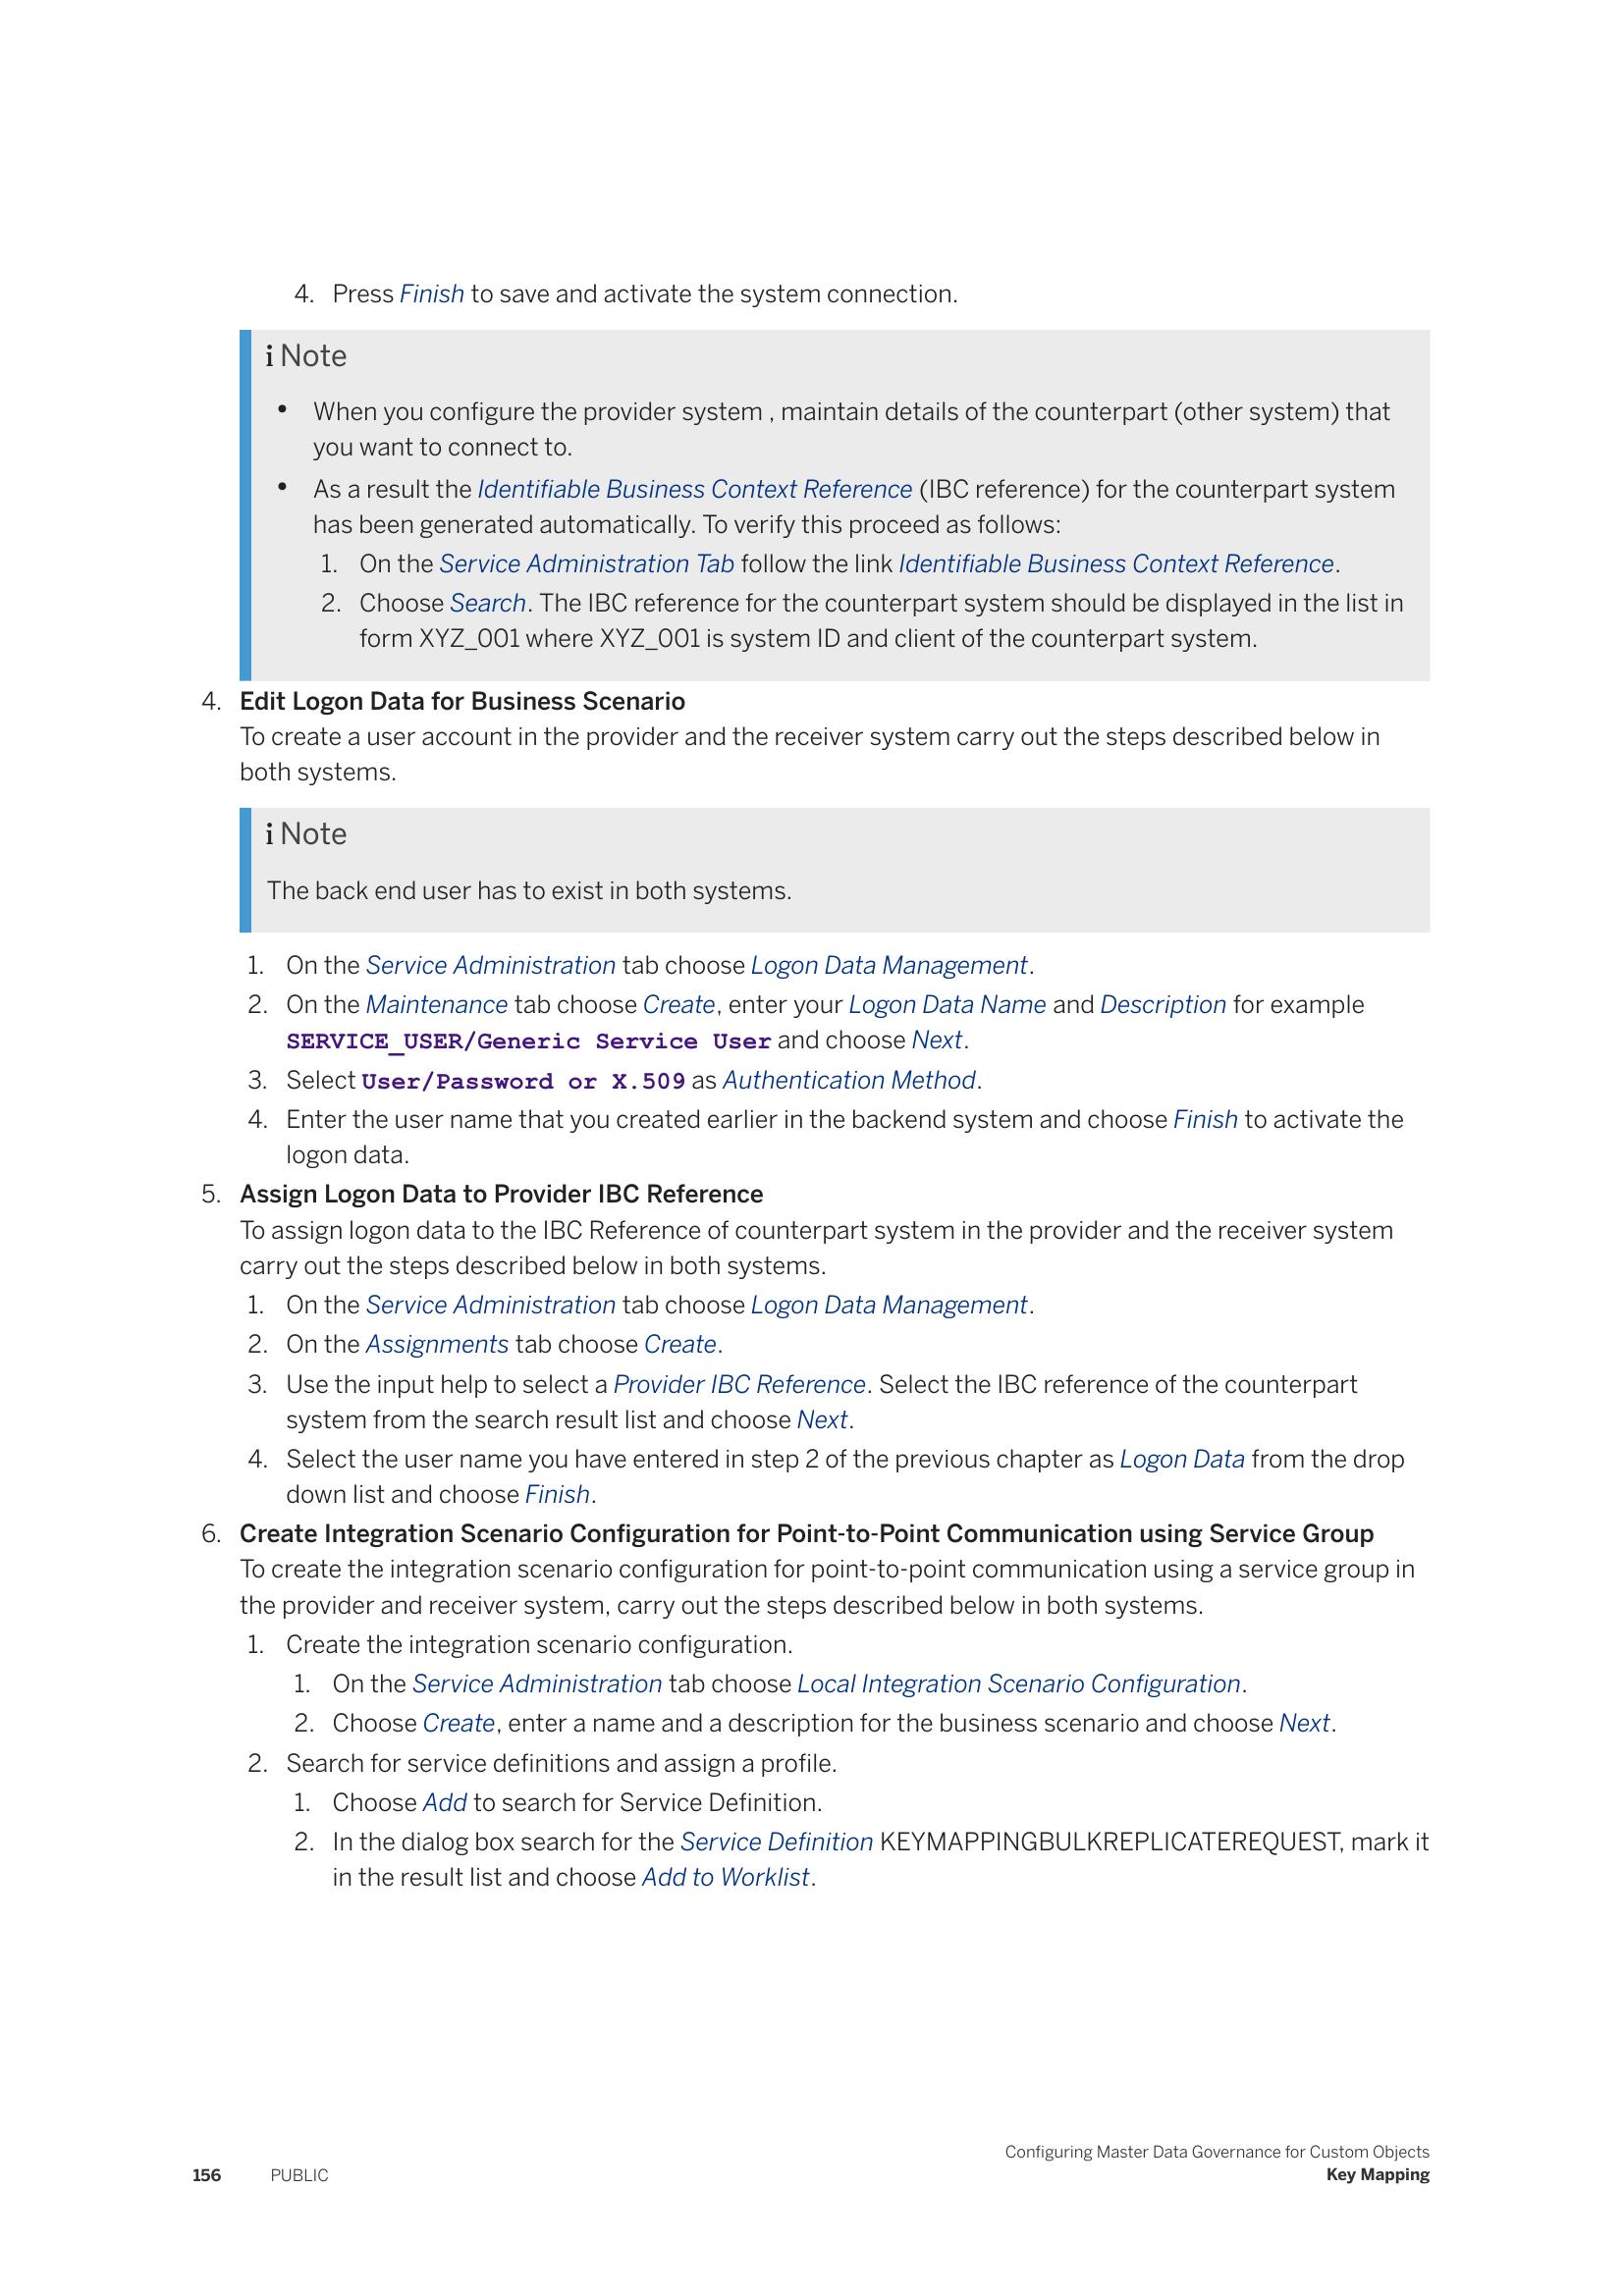 4. Press Finish to save and activate the system connection.
i Note
• When you configure the provider system , maintain details of the counterpart (other system) that
you want to connect to.
• As a result the Identifiable Business Context Reference (IBC reference) for the counterpart system
has been generated automatically. To verify this proceed as follows:
1. On the Service Administration Tab follow the link Identifiable Business Context Reference.
2. Choose Search. The IBC reference for the counterpart system should be displayed in the list in
form XYZ_001 where XYZ_001 is system ID and client of the counterpart system.
4. Edit Logon Data for Business Scenario
To create a user account in the provider and the receiver system carry out the steps described below in
both systems.
i Note
The back end user has to exist in both systems.
1. On the Service Administration tab choose Logon Data Management.
2. On the Maintenance tab choose Create, enter your Logon Data Name and Description for example
SERVICE_USER/Generic Service User and choose Next.
3. Select User/Password or X.509 as Authentication Method.
4. Enter the user name that you created earlier in the backend system and choose Finish to activate the
logon data.
5. Assign Logon Data to Provider IBC Reference
To assign logon data to the IBC Reference of counterpart system in the provider and the receiver system
carry out the steps described below in both systems.
1. On the Service Administration tab choose Logon Data Management.
2. On the Assignments tab choose Create.
3. Use the input help to select a Provider IBC Reference. Select the IBC reference of the counterpart
system from the search result list and choose Next.
4. Select the user name you have entered in step 2 of the previous chapter as Logon Data from the drop
down list and choose Finish.
6. Create Integration Scenario Configuration for Point-to-Point Communication using Service Group
To create the integration scenario configuration for point-to-point communication using a service group in
the provider and receiver system, carry out the steps described below in both systems.
1. Create the integration scenario configuration.
1. On the Service Administration tab choose Local Integration Scenario Configuration.
2. Choose Create, enter a name and a description for the business scenario and choose Next.
2. Search for service definitions and assign a profile.
1. Choose Add to search for Service Definition.
2. In the dialog box search for the Service Definition KEYMAPPINGBULKREPLICATEREQUEST, mark it
in the result list and choose Add to Worklist.
Configuring Master Data Governance for Custom Objects
156 PUBLIC Key Mapping